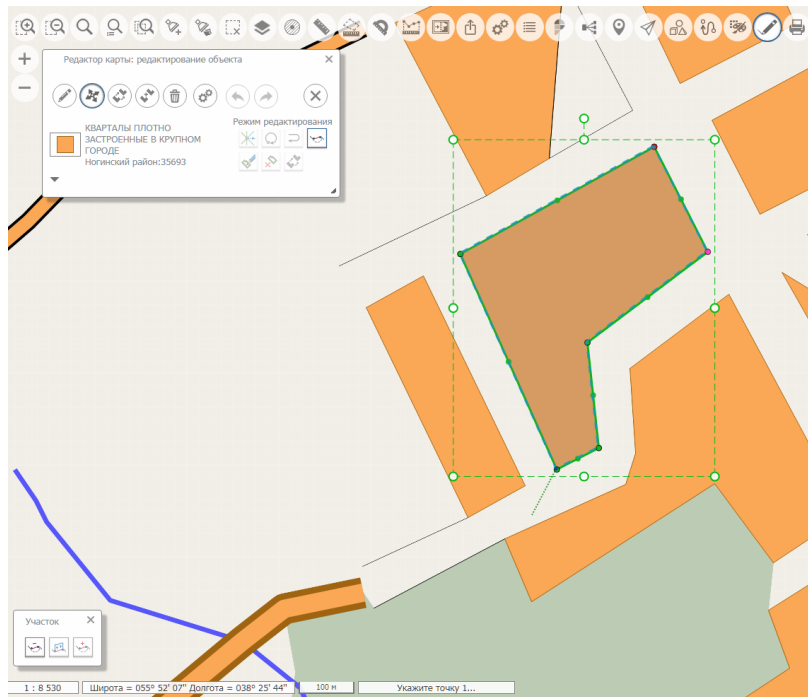 Редактор карты: редактирование объекта
Режим редактирования
КВАРТАЛЫ ПЛОТНО
ЗАСТРОЕННЫЕ В КРУПНОМ
ГОРОДЕ
Ногинский район:35693
Участок
1 : 8 530
Широта = 055° 52' 07" Долгота = 038° 25' 44"
100 м
Укажите точку 1...